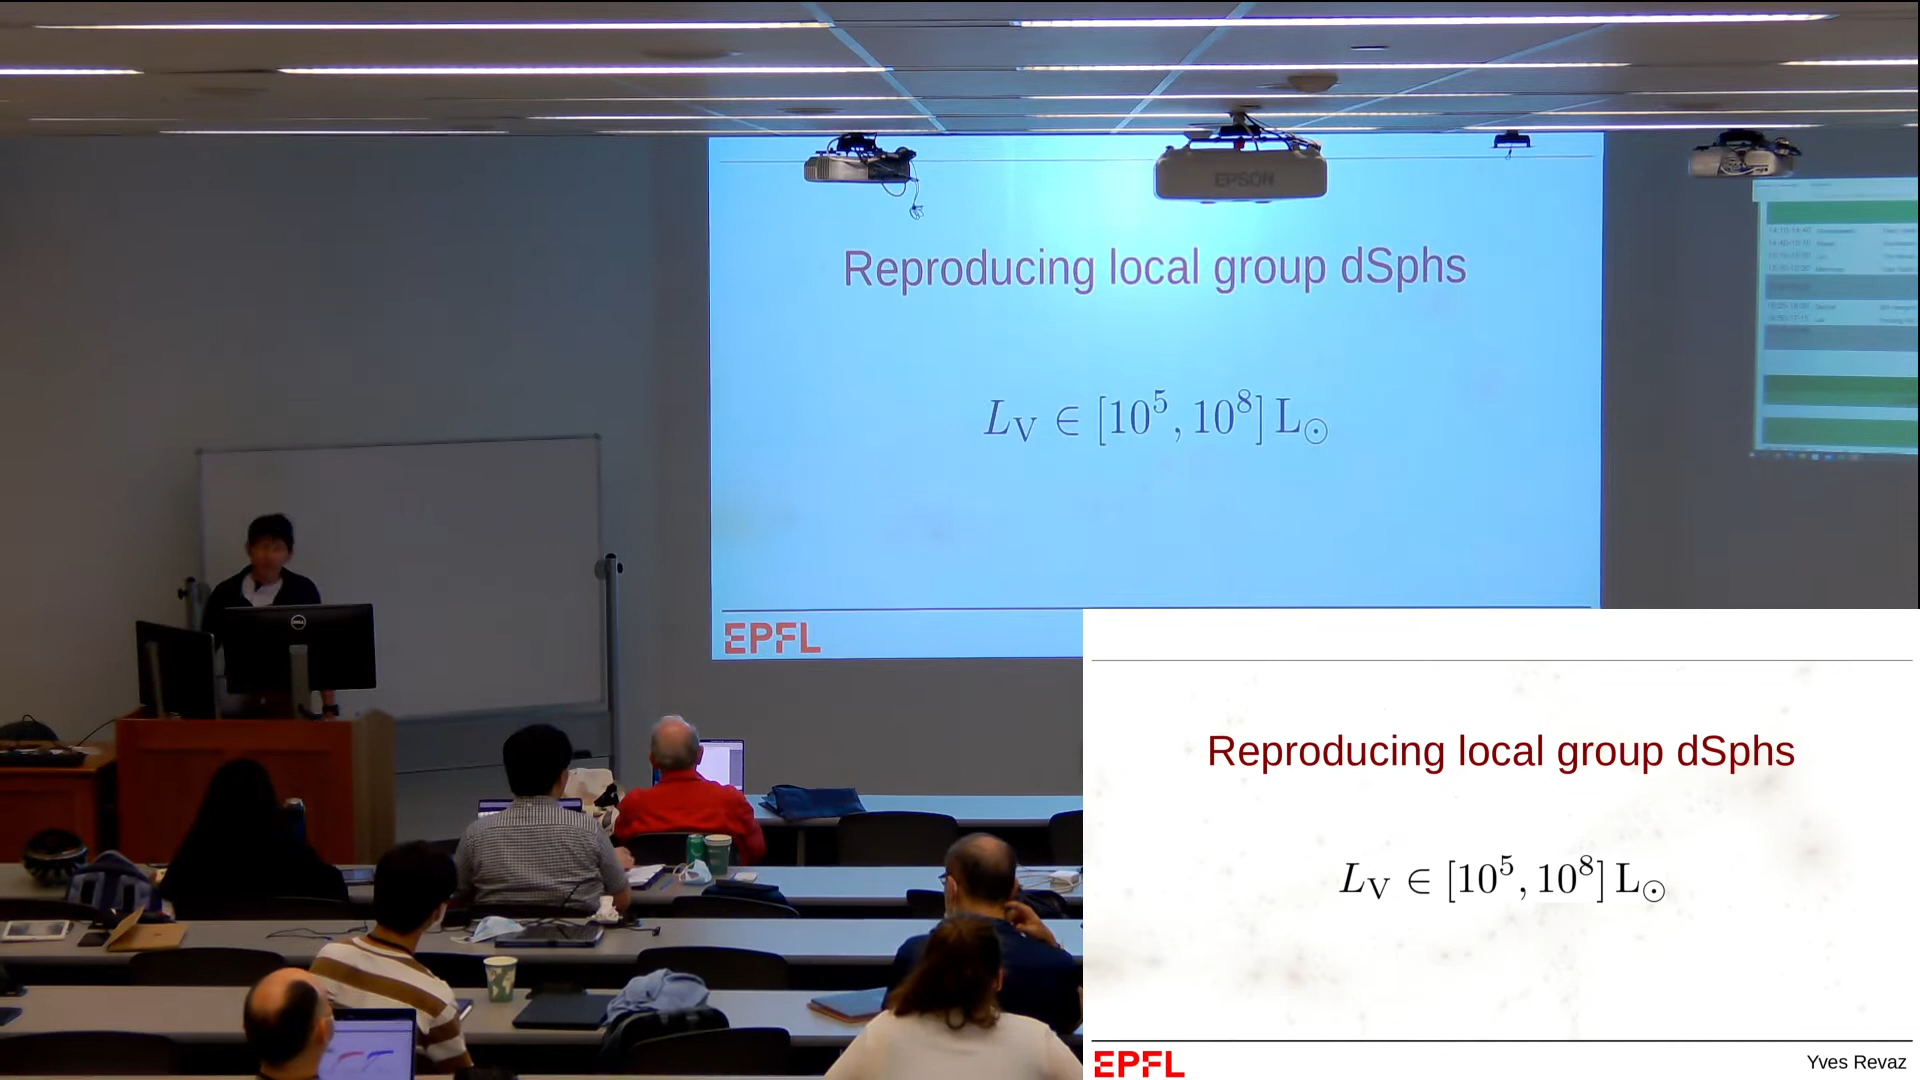 EPSON
Reproducing local group dSphs
L_V ∈ [10^5, 10^8] L_⊙
EPFL
DELL
Reproducing local group dSphs
L_V ∈ [10^5, 10^8] L_⊙
EPFL
Yves Revaz